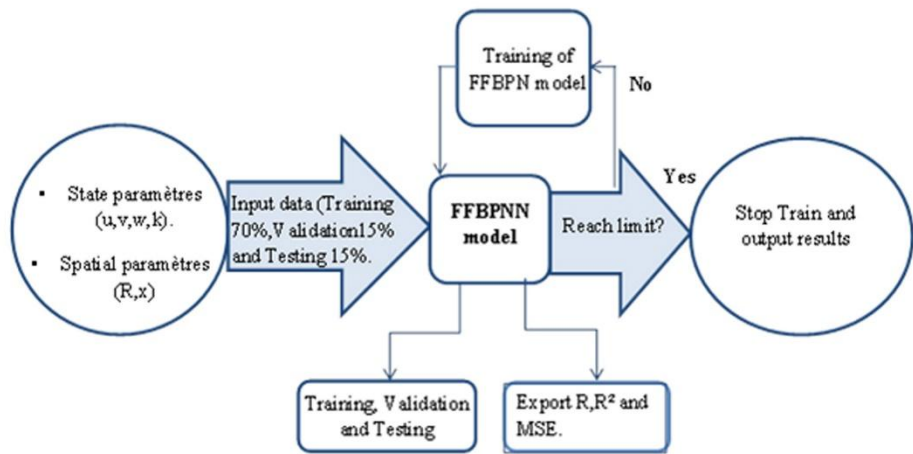 Training of
FFBPN model
No
▪ State paramètres
(u,v,w,k).
▪ Spatial paramètres
(R,x)
Input data (Training
70%,Validation15%
and Testing 15%.
FFBPNN
model
Reach limit?
Yes
Stop Train and
output results
Training, Validation
and Testing
Export R,R² and
MSE.